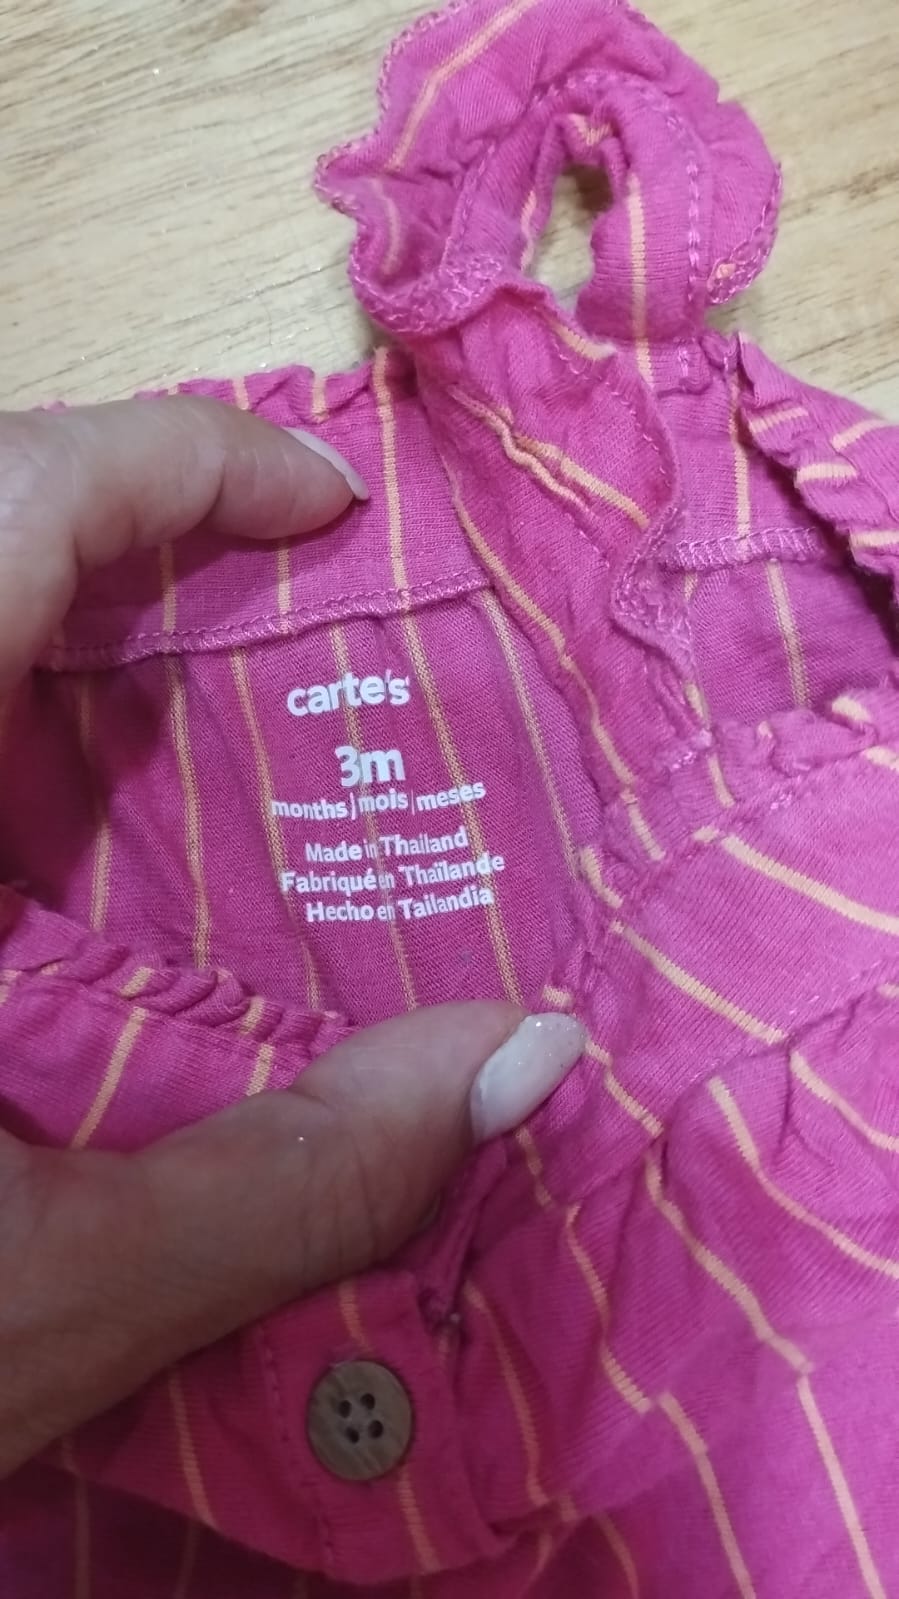 carte's
3m
months|mois|meses
Made in Thailand
Fabriqué en Thaïlande
Hecho en Tailandia